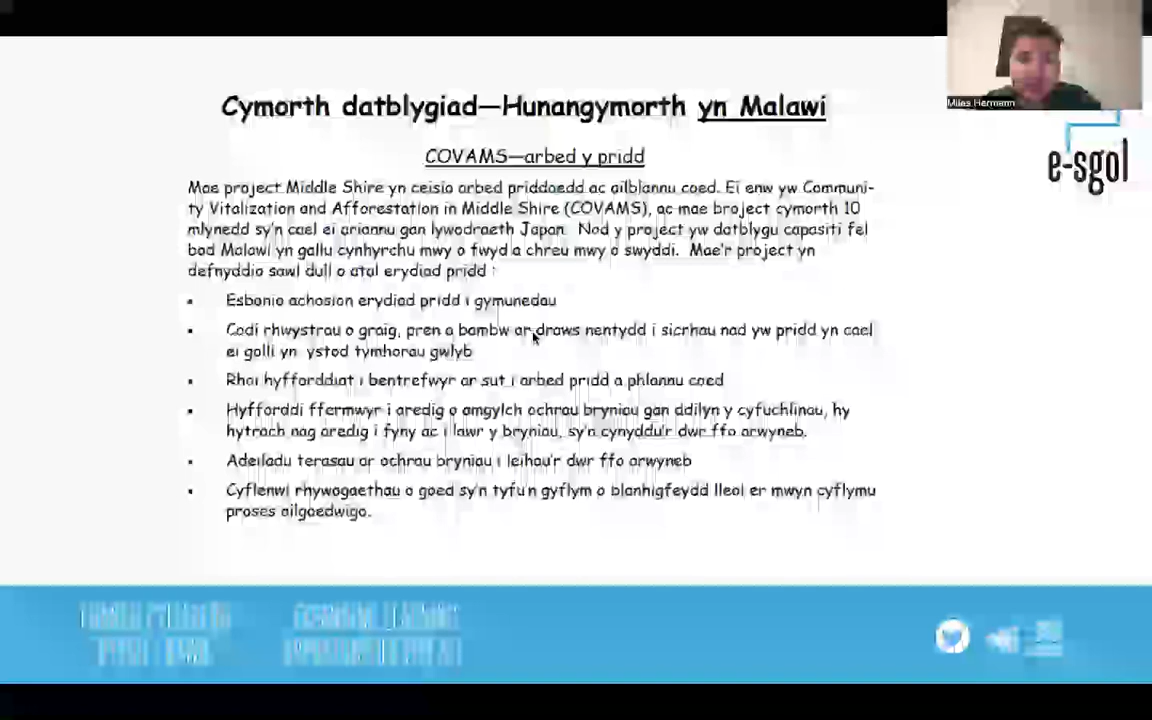 Miles Hermann
Cymorth datblygiad—Hunangymorth yn Malawi
e-sgol
COVAMS—arbed y pridd
Mae project Middle Shire yn ceisio arbed priddoedd ac ailblannu coed. Ei enw yw Communi-
ty Vitalization and Afforestation in Middle Shire (COVAMS), ac mae broject cymorth 10
mlynedd sy'n cael ei ariannu gan lywodraeth Japan. Nod y project yw datblygu capasiti fel
bod Malawi yn gallu cynhyrchu mwy o fwyd a chreu mwy o swyddi. Mae'r project yn
defnyddio sawl dull o atal erydiad pridd :
• Esbonio achosion erydiad pridd i gymunedau
• Codi rhwystrau o graig, pren a bambw ar draws nentydd i sicrhau nad yw pridd yn cael
ei golli yn ystod tymhorau gwlyb
• Rhoi hyfforddiat i bentrefwyr ar sut i arbed pridd a phlannu coed
• Hyfforddi ffermwyr i aredig o amgylch ochrau bryniau gan ddilyn y cyfuchlinau, hy
hytrach nag aredig i fyny ac i lawr y bryniau, sy'n cynyddu'r dwr ffo arwyneb.
• Adeiladu terasau ar ochrau bryniau i leihau'r dwr ffo arwyneb
• Cyflenwi rhywogaethau o goed sy'n tyfu'n gyflym o blanhigfeydd lleol er mwyn cyflymu
proses ailgoedwigo.